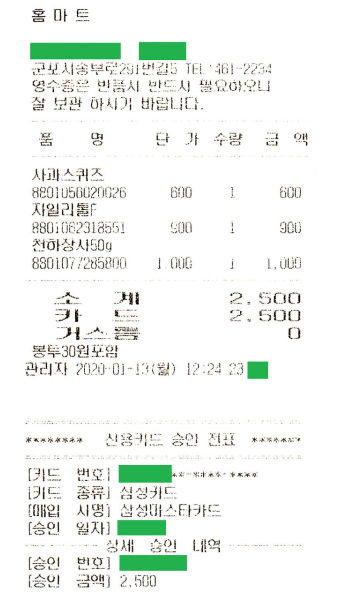 홈 마 트
군포시송부로291번길5 TEL:461-2234
영수증은 반품시 반드시 필요하오니
잘 보관 하시기 바랍니다.
품 명 단 가 수량 금 액
사과스퀴즈
8801056020026 600 1 600
자일리톨F
8801062318551 900 1 900
천하장사50g
8801077285800 1,000 1 1,000
소 계 2,500
카 드 2,500
거스름 0
봉투30원포함
관리자 2020-01-13(월) 12:24 23
******** 신용카드 승인 전표 ********
[카드 번호] **-****-****
[카드 종류] 삼성카드
[매입 사명] 삼성마스타카드
[승인 일자]
상세 승인 내역
[승인 번호]
[승인 금액] 2,500